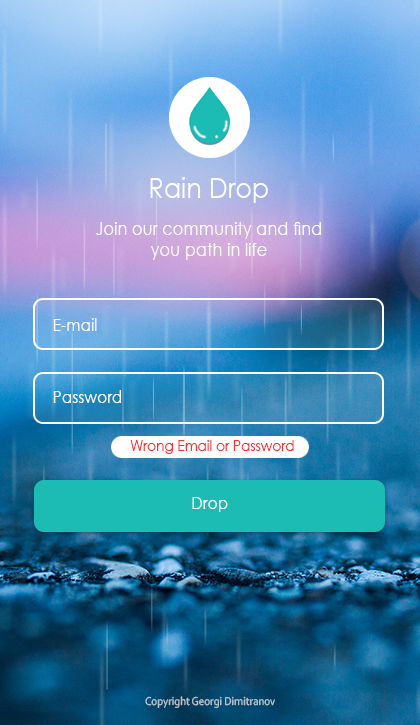 Rain Drop
Join our community and find
you path in life
E-mail
Password
Wrong Email or Password
Drop
Copyright Georgi Dimitranov